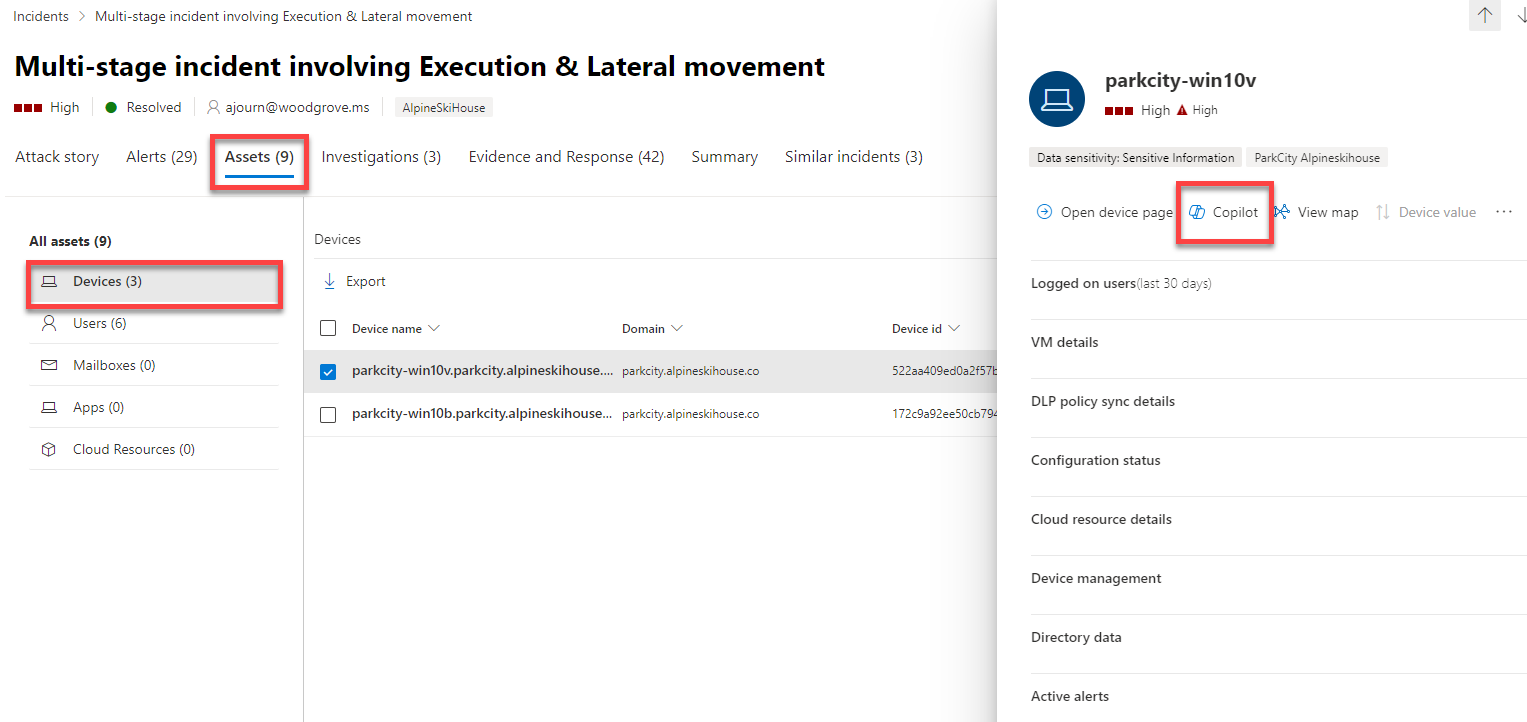 Incidents > Multi-stage incident involving Execution & Lateral movement
Multi-stage incident involving Execution & Lateral movement
High Resolved ajourn@woodgrove.ms AlpineSkiHouse
Attack story Alerts (29) Assets (9) Investigations (3) Evidence and Response (42) Summary Similar incidents (3)
All assets (9)
Devices (3)
Users (6)
Mailboxes (0)
Apps (0)
Cloud Resources (0)
Devices
Export
Device name Domain Device id
parkcity-win10v.parkcity.alpineskihouse.... parkcity.alpineskihouse.co 522aa409ed0a2f57b
parkcity-win10b.parkcity.alpineskihouse... parkcity.alpineskihouse.co 172c9a92ee50cb794
parkcity-win10v
High High
Data sensitivity: Sensitive Information ParkCity Alpineskihouse
Open device page Copilot View map Device value ...
Logged on users(last 30 days)
VM details
DLP policy sync details
Configuration status
Cloud resource details
Device management
Directory data
Active alerts